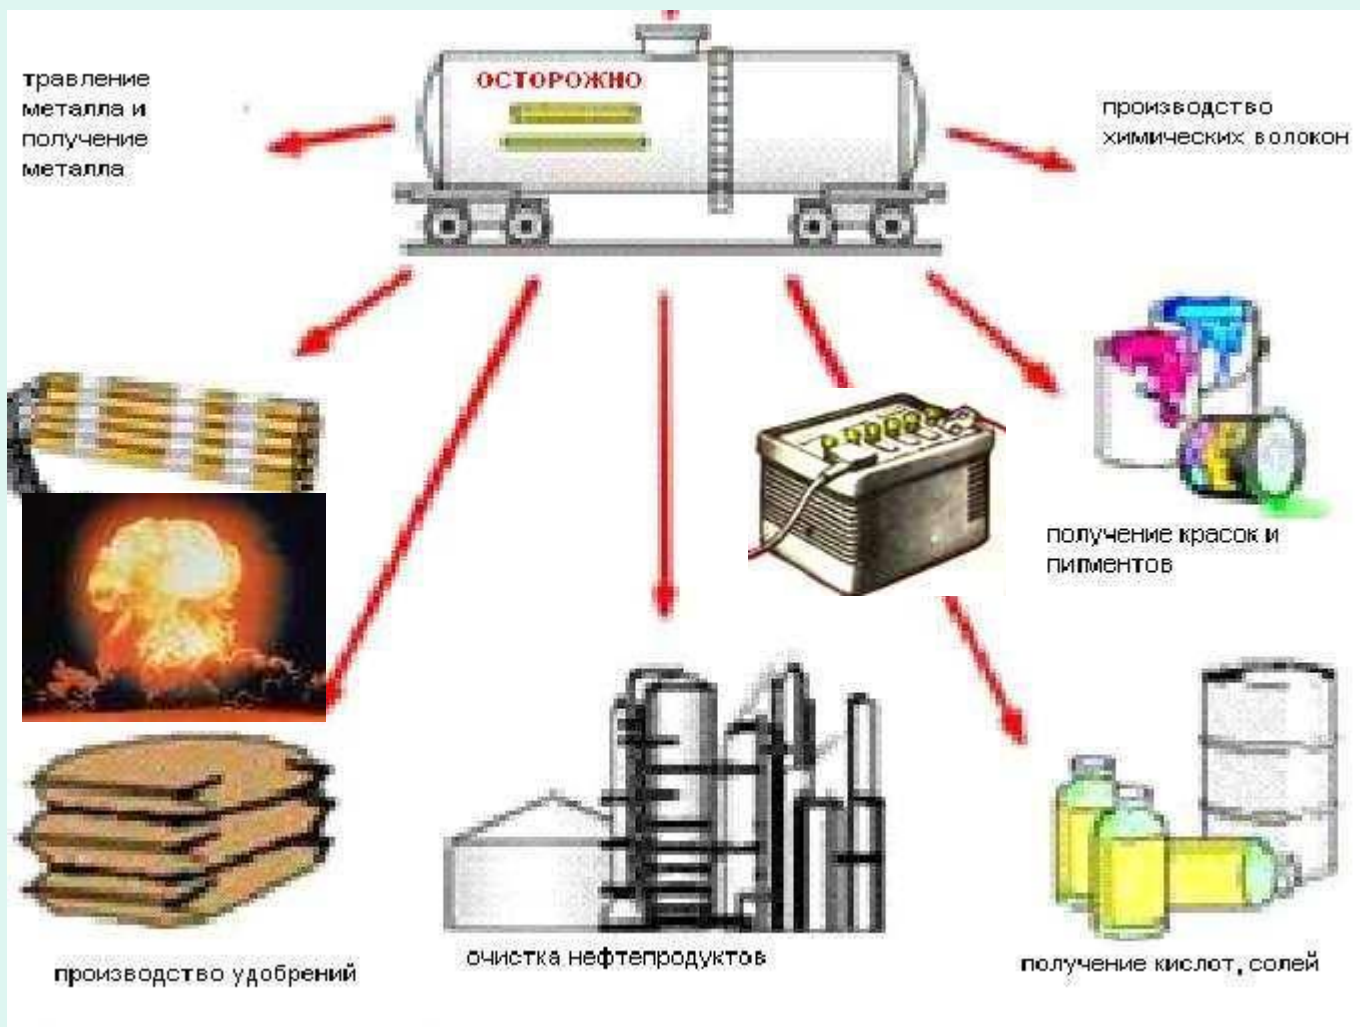 ОСТОРОЖНО
травление
металла и
получение
металла
производство
химических волокон
получение красок и
пигментов
производство удобрений
очистка нефтепродуктов
получение кислот, солей